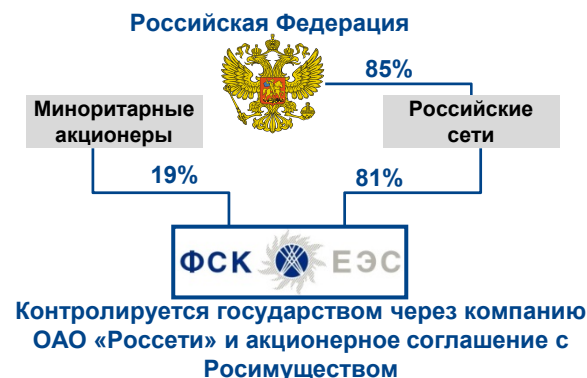 Российская Федерация
85%
Миноритарные
акционеры
Российские
сети
19%
81%
ФСК ЕЭС
Контролируется государством через компанию
ОАО «Россети» и акционерное соглашение с
Росимуществом